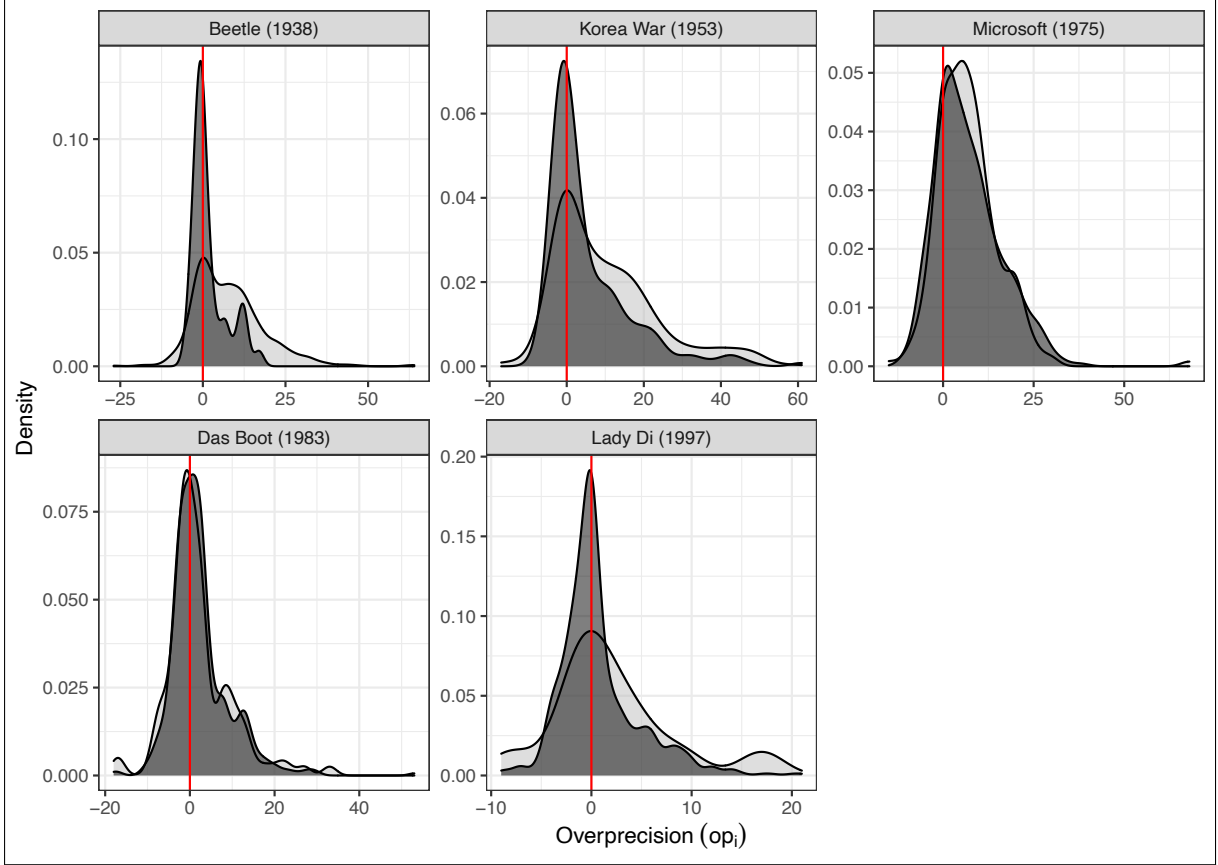 Beetle (1938)
Korea War (1953)
Microsoft (1975)
0.10
0.05
0.00
−25 0 25 50
0.06
0.04
0.02
0.00
−20 0 20 40 60
0.05
0.04
0.03
0.02
0.01
0.00
0 25 50
Density
Das Boot (1983)
Lady Di (1997)
0.075
0.050
0.025
0.000
−20 0 20 40
0.20
0.15
0.10
0.05
0.00
−10 0 10 20
Overprecision (opᵢ)